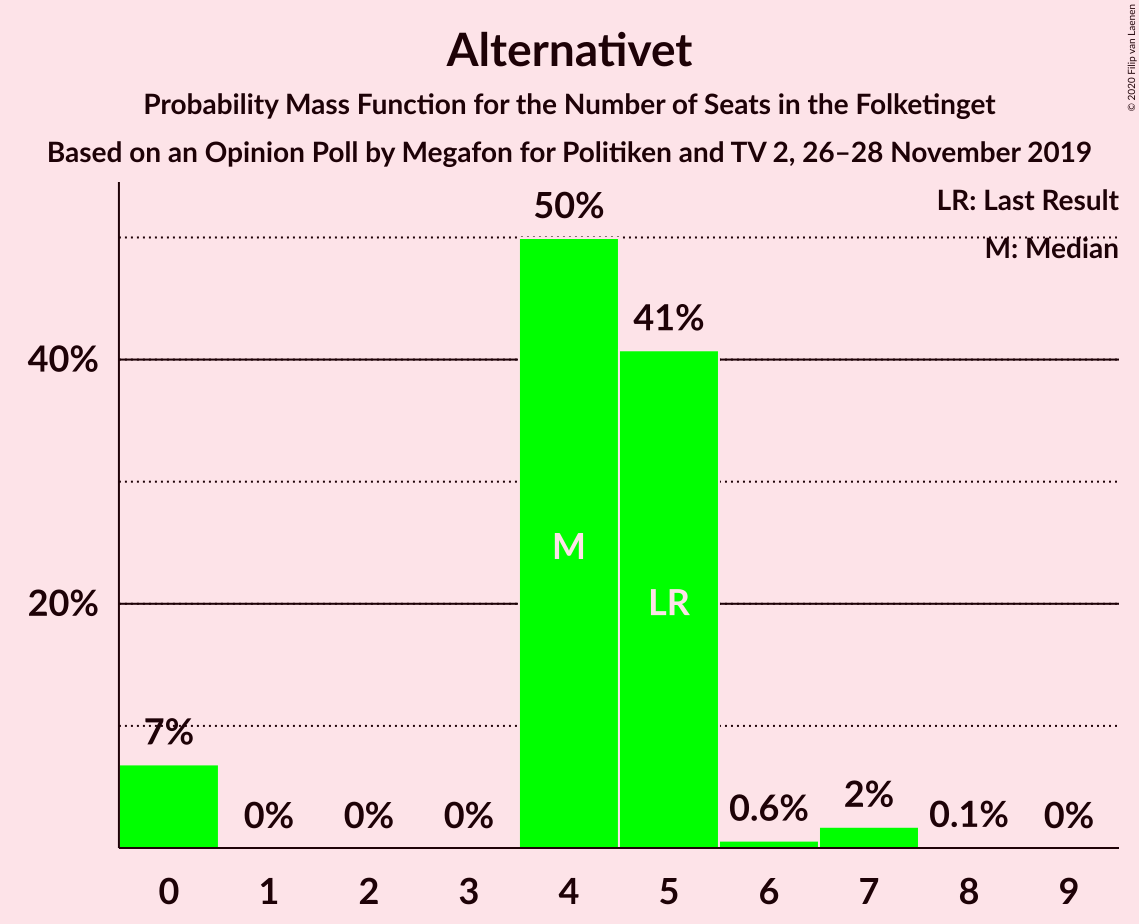 Alternativet
Probability Mass Function for the Number of Seats in the Folketinget
Based on an Opinion Poll by Megafon for Politiken and TV 2, 26–28 November 2019
© 2020 Filip van Laenen
LR: Last Result
M: Median
50%
41%
40%
M
LR
20%
7%
0%
0%
0%
0.6%
2%
0.1%
0%
0 1 2 3 4 5 6 7 8 9